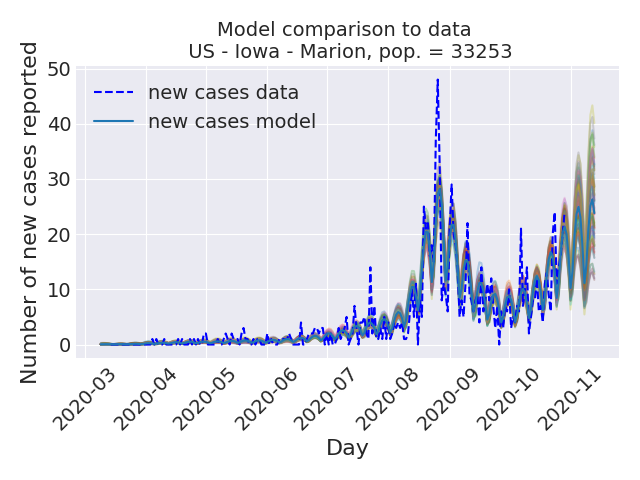 Model comparison to data
US - Iowa - Marion, pop. = 33253
new cases data
new cases model
Number of new cases reported
50
40
30
20
10
0
2020-03
2020-04
2020-05
2020-06
2020-07
2020-08
2020-09
2020-10
2020-11
Day